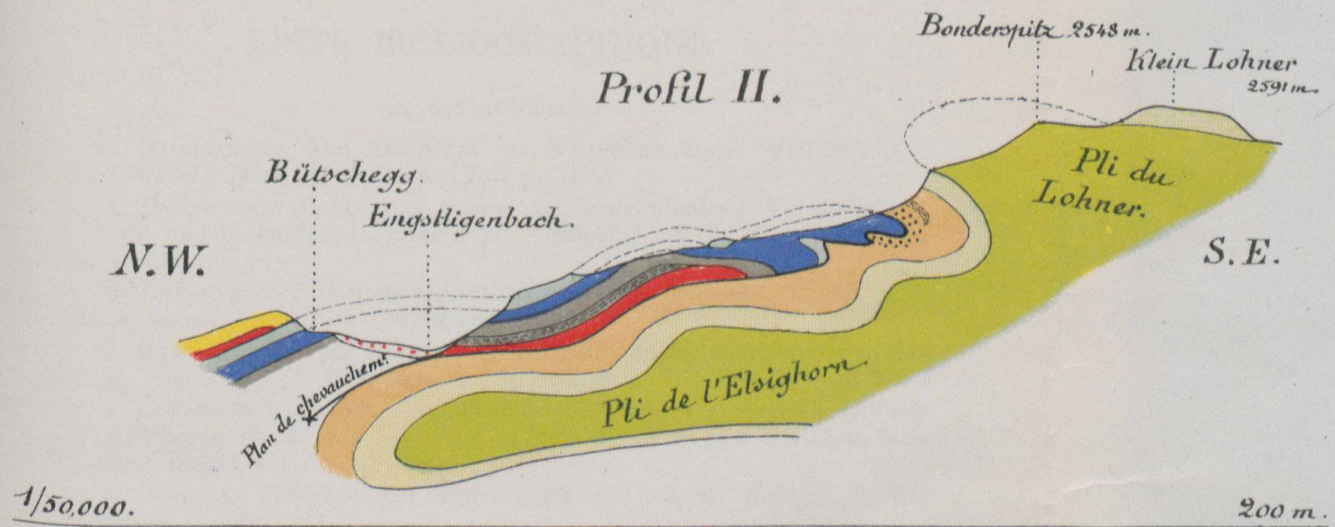 Bonderspitz 2548 m.
Klein Lohner
2591 m.
Profil II.
Bütschegg.
Engstligenbach.
Pli du
Lohner.
N.W.
S.E.
Plan de chevauchemt.
Pli de l'Elsighorn
1/50,000.
200 m.